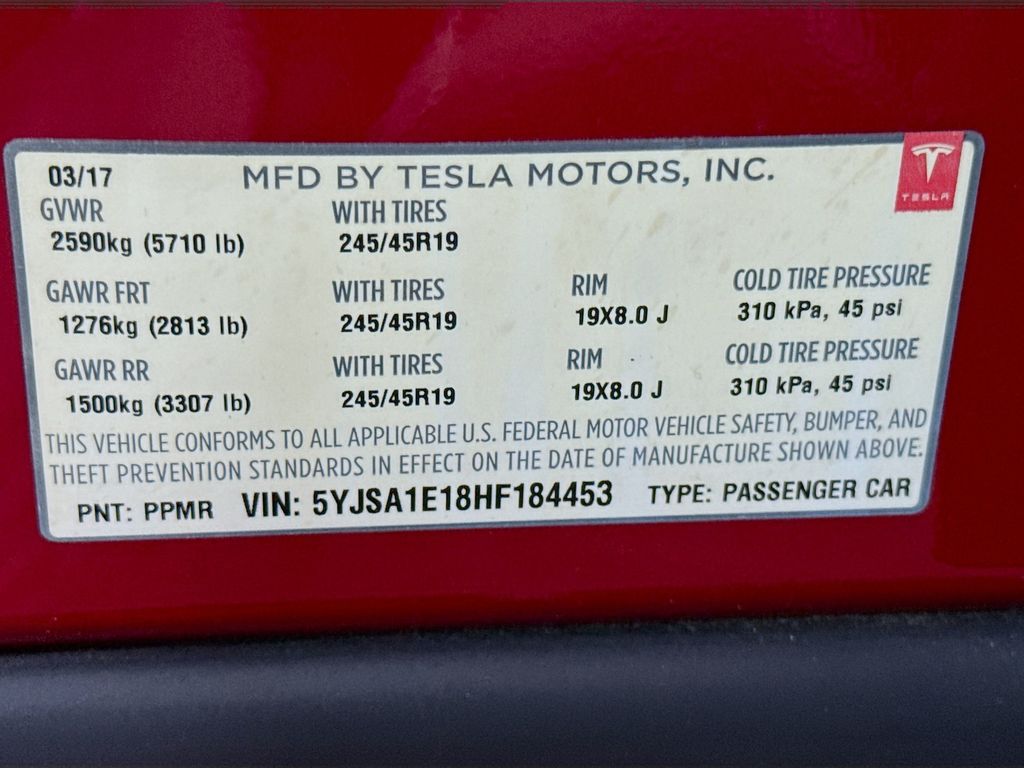 03/17 MFD BY TESLA MOTORS, INC.
TESLA
GVWR WITH TIRES
2590kg (5710 lb) 245/45R19
GAWR FRT WITH TIRES RIM COLD TIRE PRESSURE
1276kg (2813 lb) 245/45R19 19X8.0 J 310 kPa, 45 psi
GAWR RR WITH TIRES RIM COLD TIRE PRESSURE
1500kg (3307 lb) 245/45R19 19X8.0 J 310 kPa, 45 psi
THIS VEHICLE CONFORMS TO ALL APPLICABLE U.S. FEDERAL MOTOR VEHICLE SAFETY, BUMPER, AND
THEFT PREVENTION STANDARDS IN EFFECT ON THE DATE OF MANUFACTURE SHOWN ABOVE.
PNT: PPMR VIN: 5YJSA1E18HF184453 TYPE: PASSENGER CAR